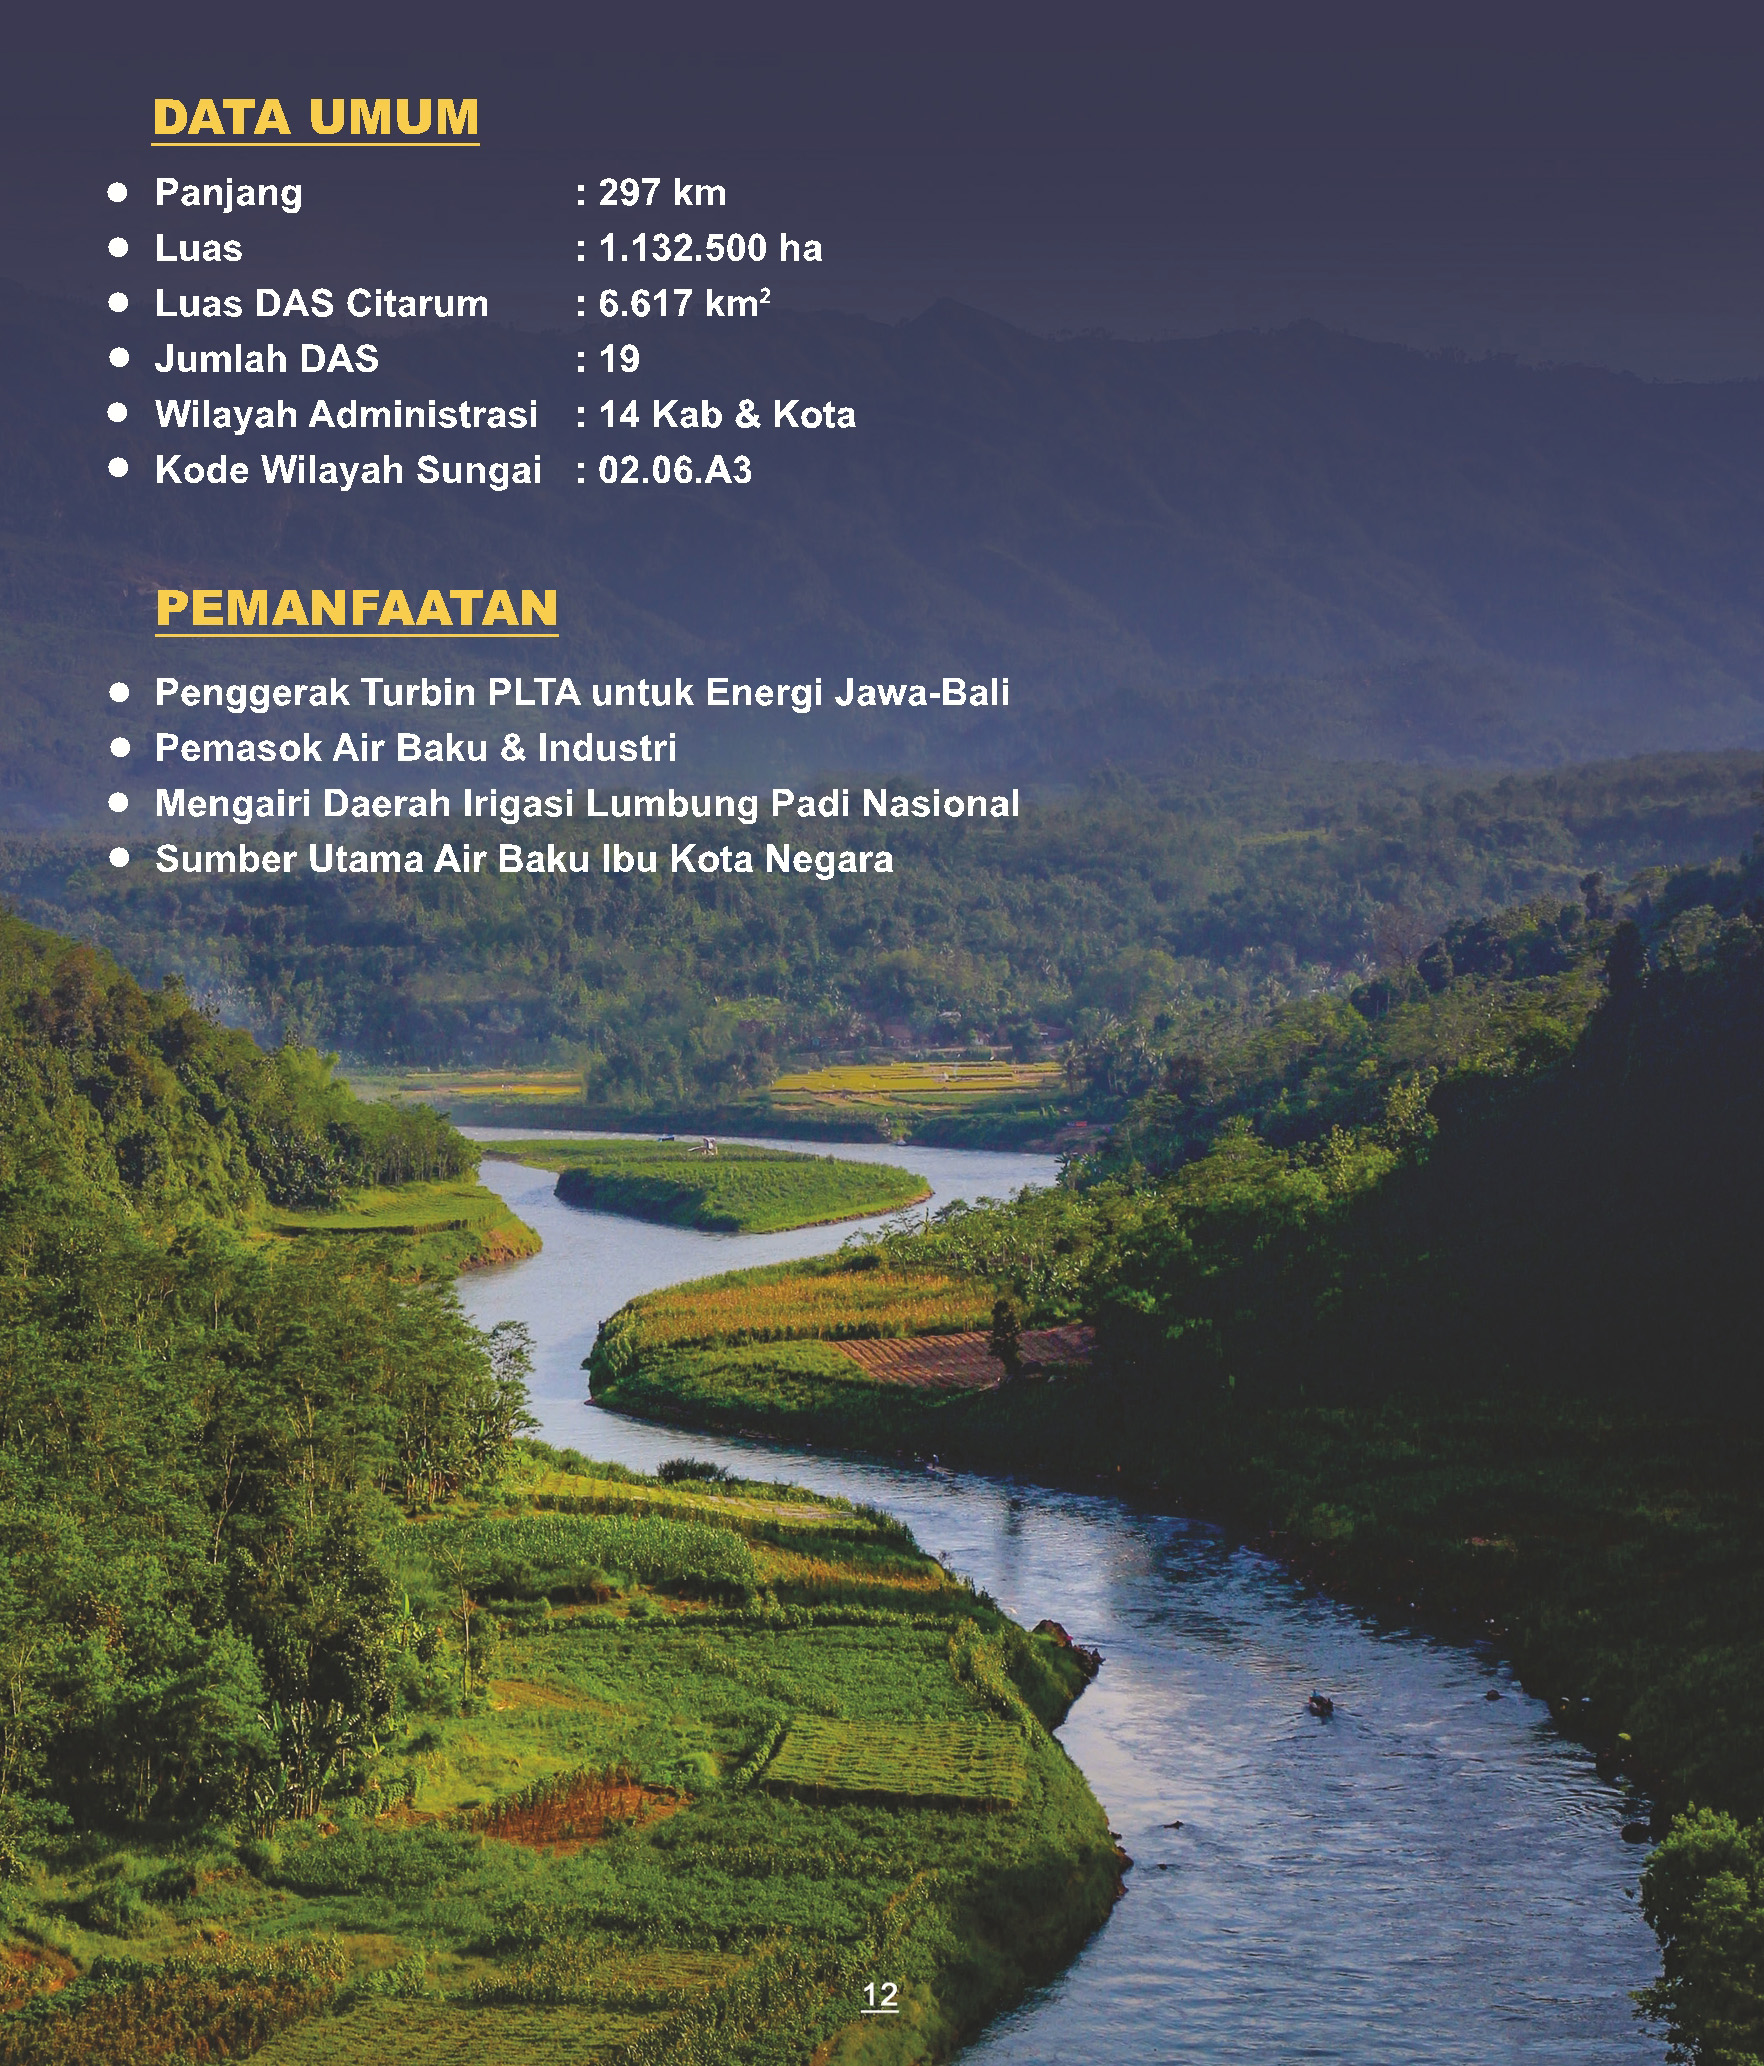 DATA UMUM
● Panjang : 297 km
● Luas : 1.132.500 ha
● Luas DAS Citarum : 6.617 km²
● Jumlah DAS : 19
● Wilayah Administrasi : 14 Kab & Kota
● Kode Wilayah Sungai : 02.06.A3
PEMANFAATAN
● Penggerak Turbin PLTA untuk Energi Jawa-Bali
● Pemasok Air Baku & Industri
● Mengairi Daerah Irigasi Lumbung Padi Nasional
● Sumber Utama Air Baku Ibu Kota Negara
12